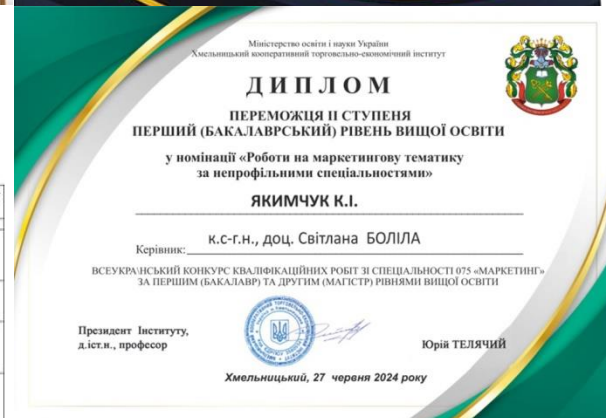 Міністерство освіти і науки України
Хмельницький кооперативний торговельно-економічний інститут
ДИПЛОМ
ПЕРЕМОЖЦЯ ІІ СТУПЕНЯ
ПЕРШИЙ (БАКАЛАВРСЬКИЙ) РІВЕНЬ ВИЩОЇ ОСВІТИ
у номінації «Роботи на маркетингову тематику
за непрофільними спеціальностями»
ЯКИМЧУК К.І.
Керівник: к.с-г.н., доц. Світлана БОЛІЛА
ВСЕУКРА\НСЬКИЙ КОНКУРС КВАЛІФІКАЦІЙНИХ РОБІТ ЗІ СПЕЦІАЛЬНОСТІ 075 «МАРКЕТИНГ»
ЗА ПЕРШИМ (БАКАЛАВР) ТА ДРУГИМ (МАГІСТР) РІВНЯМИ ВИЩОЇ ОСВІТИ
Президент Інституту,
д.іст.н., професор
Юрій ТЕЛЯЧИЙ
Хмельницький, 27 червня 2024 року